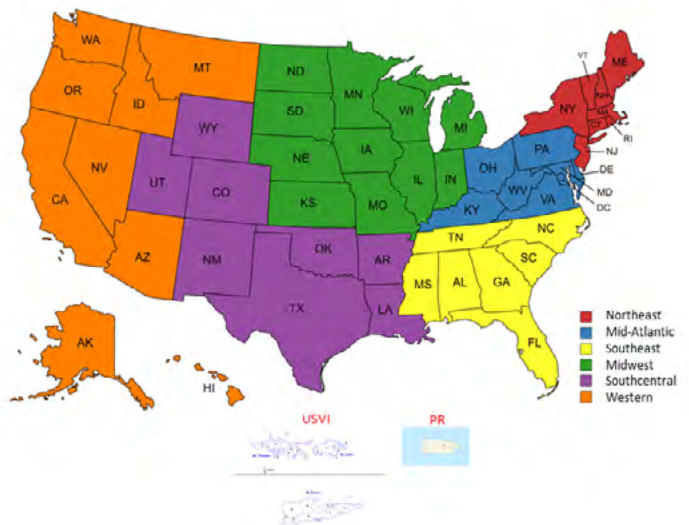 WA
MT
ND
MN
ME
VT
NH
OR
ID
SD
WI
MI
NY
MA
CT
RI
WY
IA
PA
NJ
NE
OH
DE
NV
UT
CO
IL
IN
WV
MD
DC
CA
KS
MO
KY
VA
AZ
NM
OK
AR
TN
NC
SC
MS
AL
GA
TX
LA
FL
AK
HI
Northeast
Mid-Atlantic
Southeast
Midwest
Southcentral
Western
USVI
PR